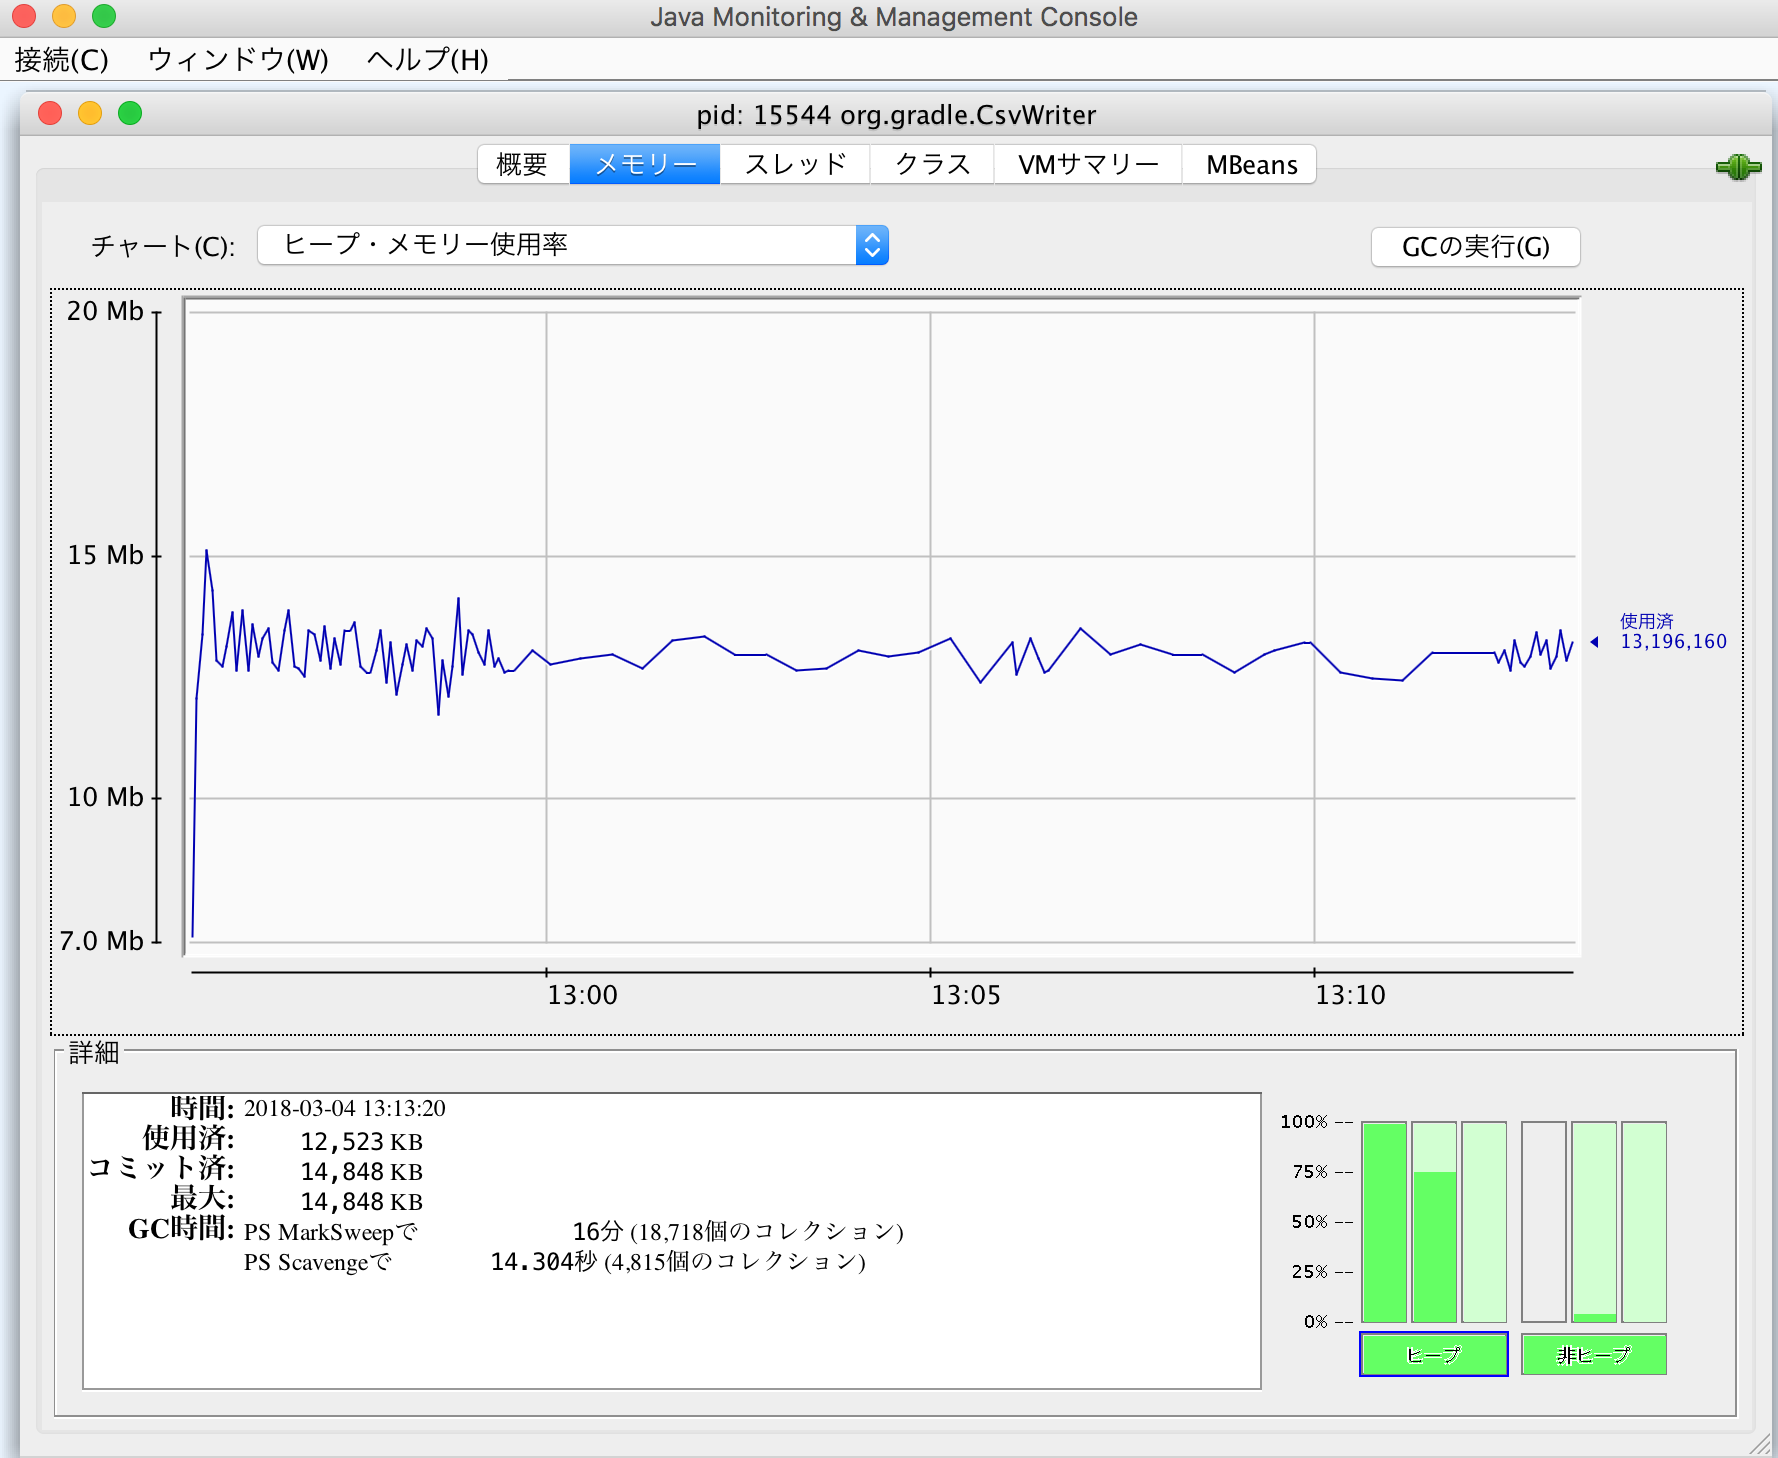 Java Monitoring & Management Console
接続(C) ウィンドウ(W) ヘルプ(H)
pid: 15544 org.gradle.CsvWriter
概要 メモリー スレッド クラス VMサマリー MBeans
チャート(C): ヒープ・メモリー使用率 GCの実行(G)
20 Mb
15 Mb
10 Mb
7.0 Mb
使用済
13,196,160
13:00 13:05 13:10
詳細
時間: 2018-03-04 13:13:20
使用済: 12,523 KB
コミット済: 14,848 KB
最大: 14,848 KB
GC時間: PS MarkSweepで 16分 (18,718個のコレクション)
PS Scavengeで 14.304秒 (4,815個のコレクション)
100% --
75% --
50% --
25% --
0% --
ヒープ 非ヒープ